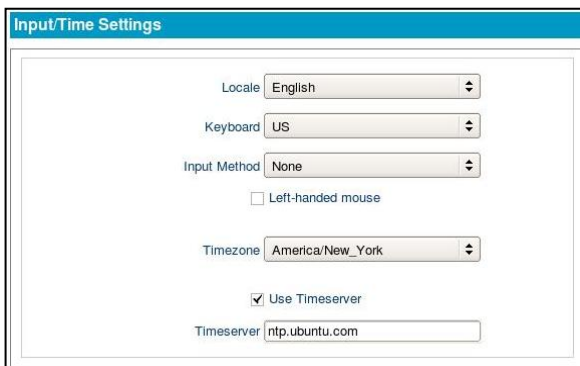 Input/Time Settings
Locale English
Keyboard US
Input Method None
Left-handed mouse
Timezone America/New_York
Use Timeserver
Timeserver ntp.ubuntu.com